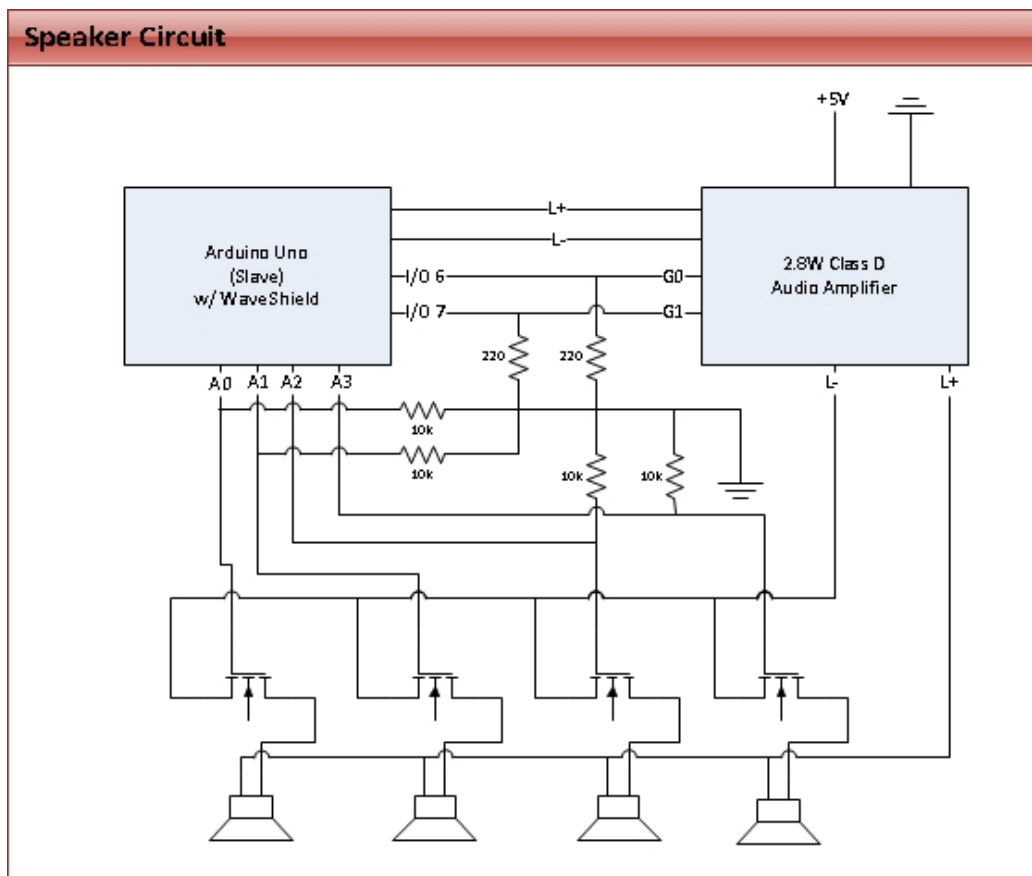 Speaker Circuit
+5V
Arduino Uno
(Slave)
w/ WaveShield
L+
L-
I/O 6
I/O 7
G0
G1
2.8W Class D
Audio Amplifier
220
220
A0
A1
A2
A3
L-
L+
10k
10k
10k
10k